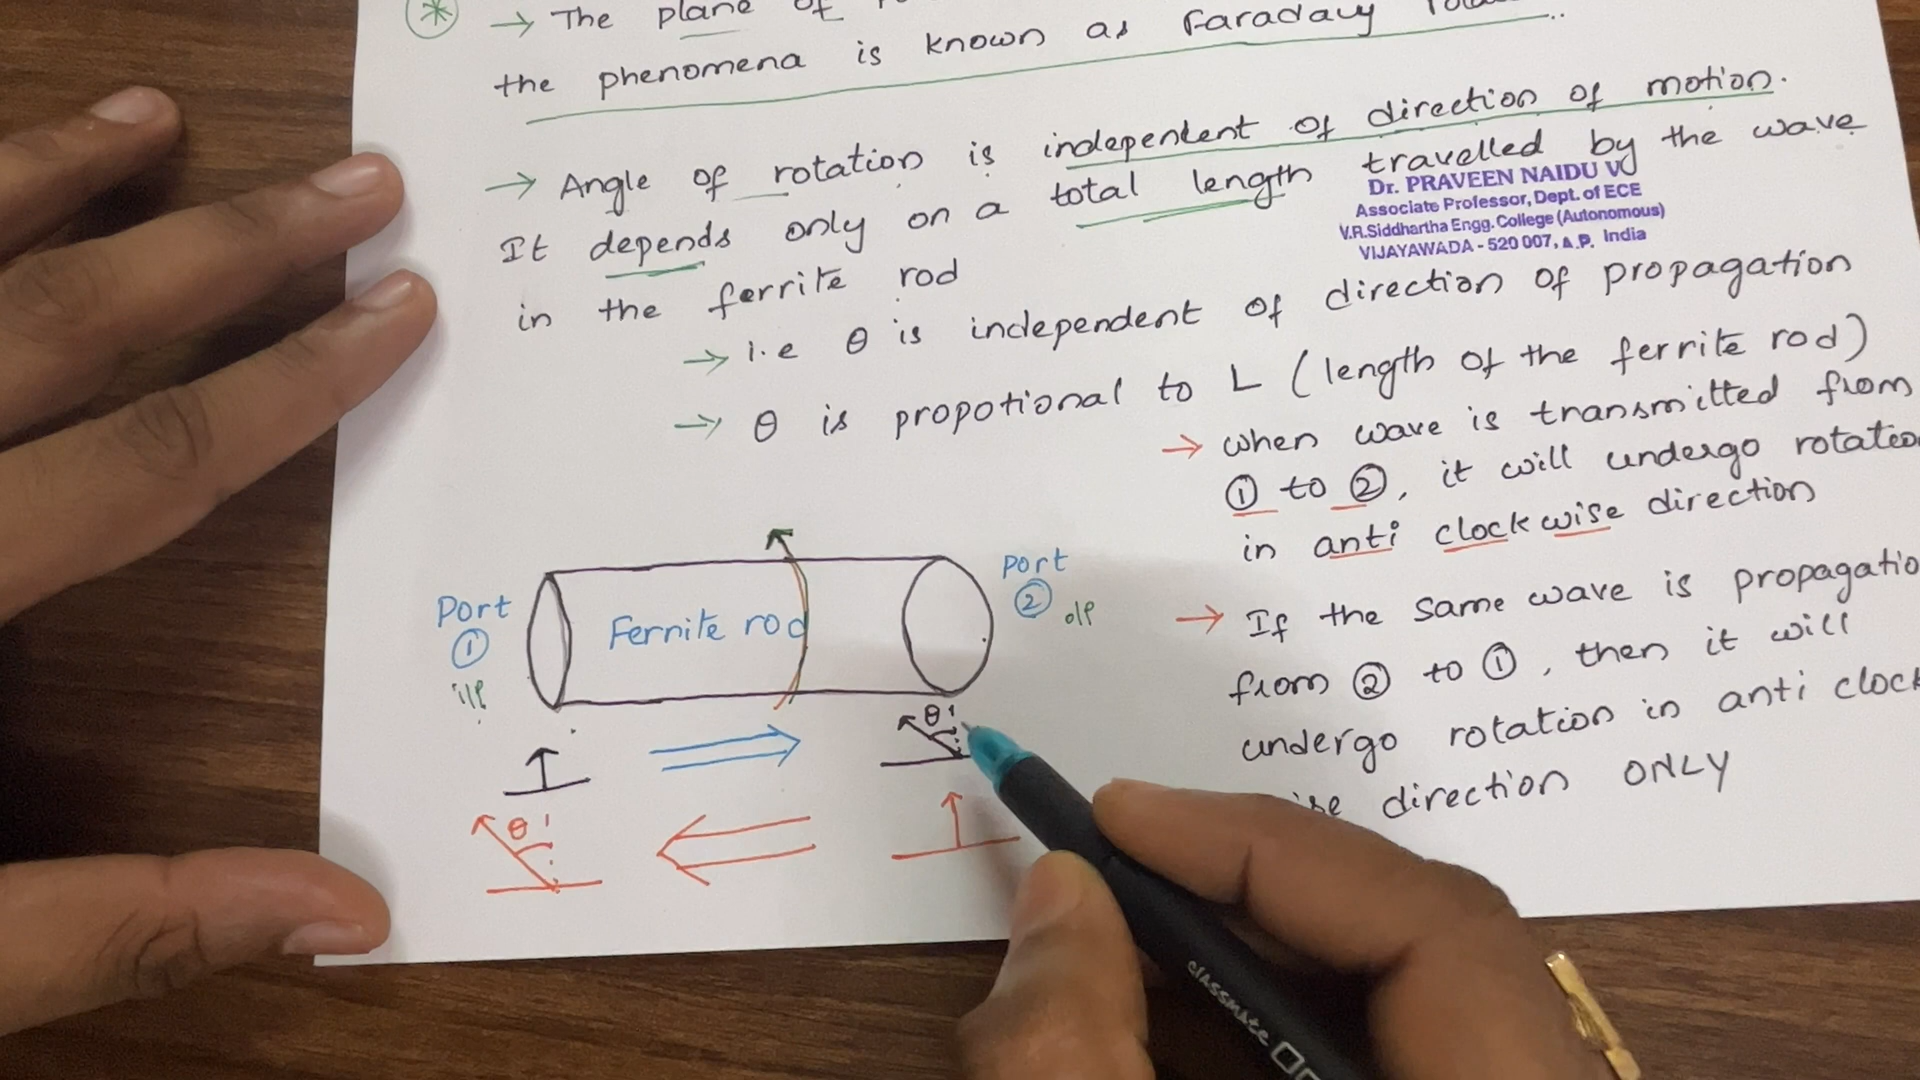 → The plane of
the phenomena is known as Faraday
→ Angle of rotation is independent of direction of motion.
It depends only on a total length travelled by the wave
in the ferrite rod
Dr. PRAVEEN NAIDU V
Associate Professor, Dept. of ECE
V.R.Siddhartha Engg. College (Autonomous)
VIJAYAWADA - 520 007, A.P. India
→ i.e θ is independent of direction of propagation
→ θ is propotional to L (length of the ferrite rod)
→ when wave is transmitted from
① to ②, it will undergo rotation
in anti clockwise direction
→ If the same wave is propagatio
from ② to ①, then it will
undergo rotation in anti clock
direction ONLY
Port
①
i/p
Ferrite rod
Port
②
o/p
θ
θ
classmate